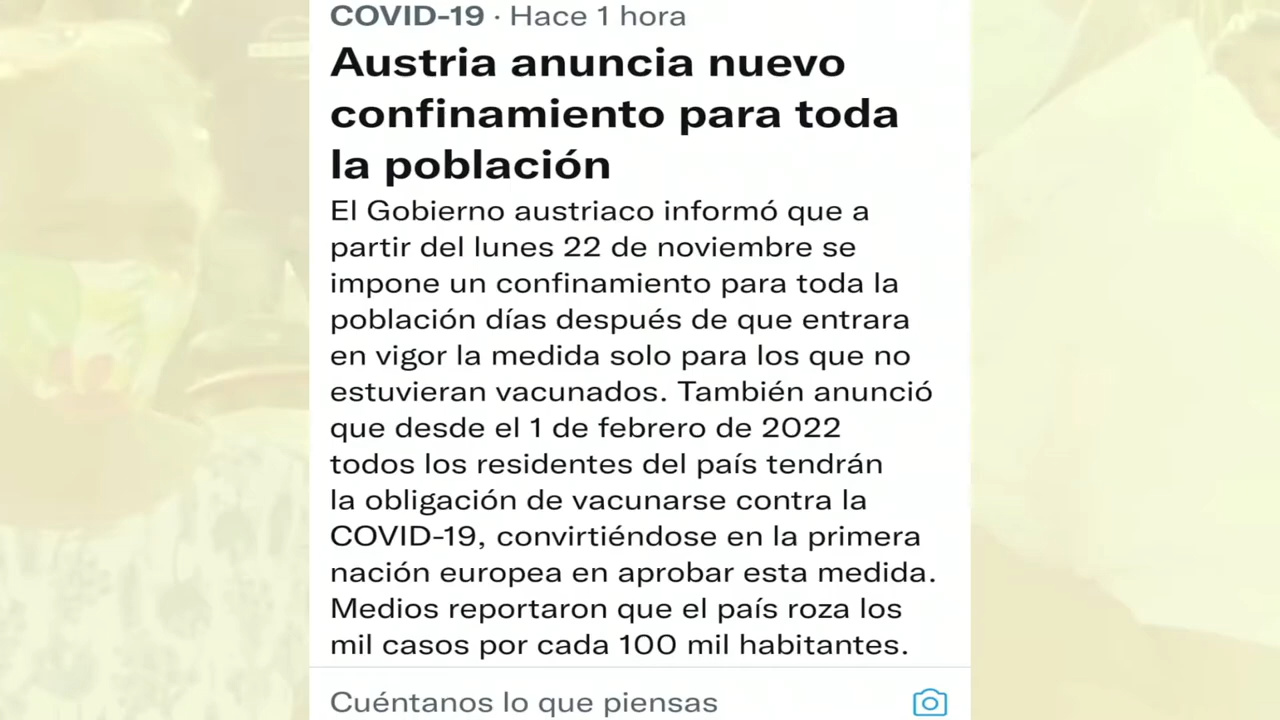 COVID-19 · Hace 1 hora
Austria anuncia nuevo
confinamiento para toda
la población
El Gobierno austriaco informó que a
partir del lunes 22 de noviembre se
impone un confinamiento para toda la
población días después de que entrara
en vigor la medida solo para los que no
estuvieran vacunados. También anunció
que desde el 1 de febrero de 2022
todos los residentes del país tendrán
la obligación de vacunarse contra la
COVID-19, convirtiéndose en la primera
nación europea en aprobar esta medida.
Medios reportaron que el país roza los
mil casos por cada 100 mil habitantes.
Cuéntanos lo que piensas